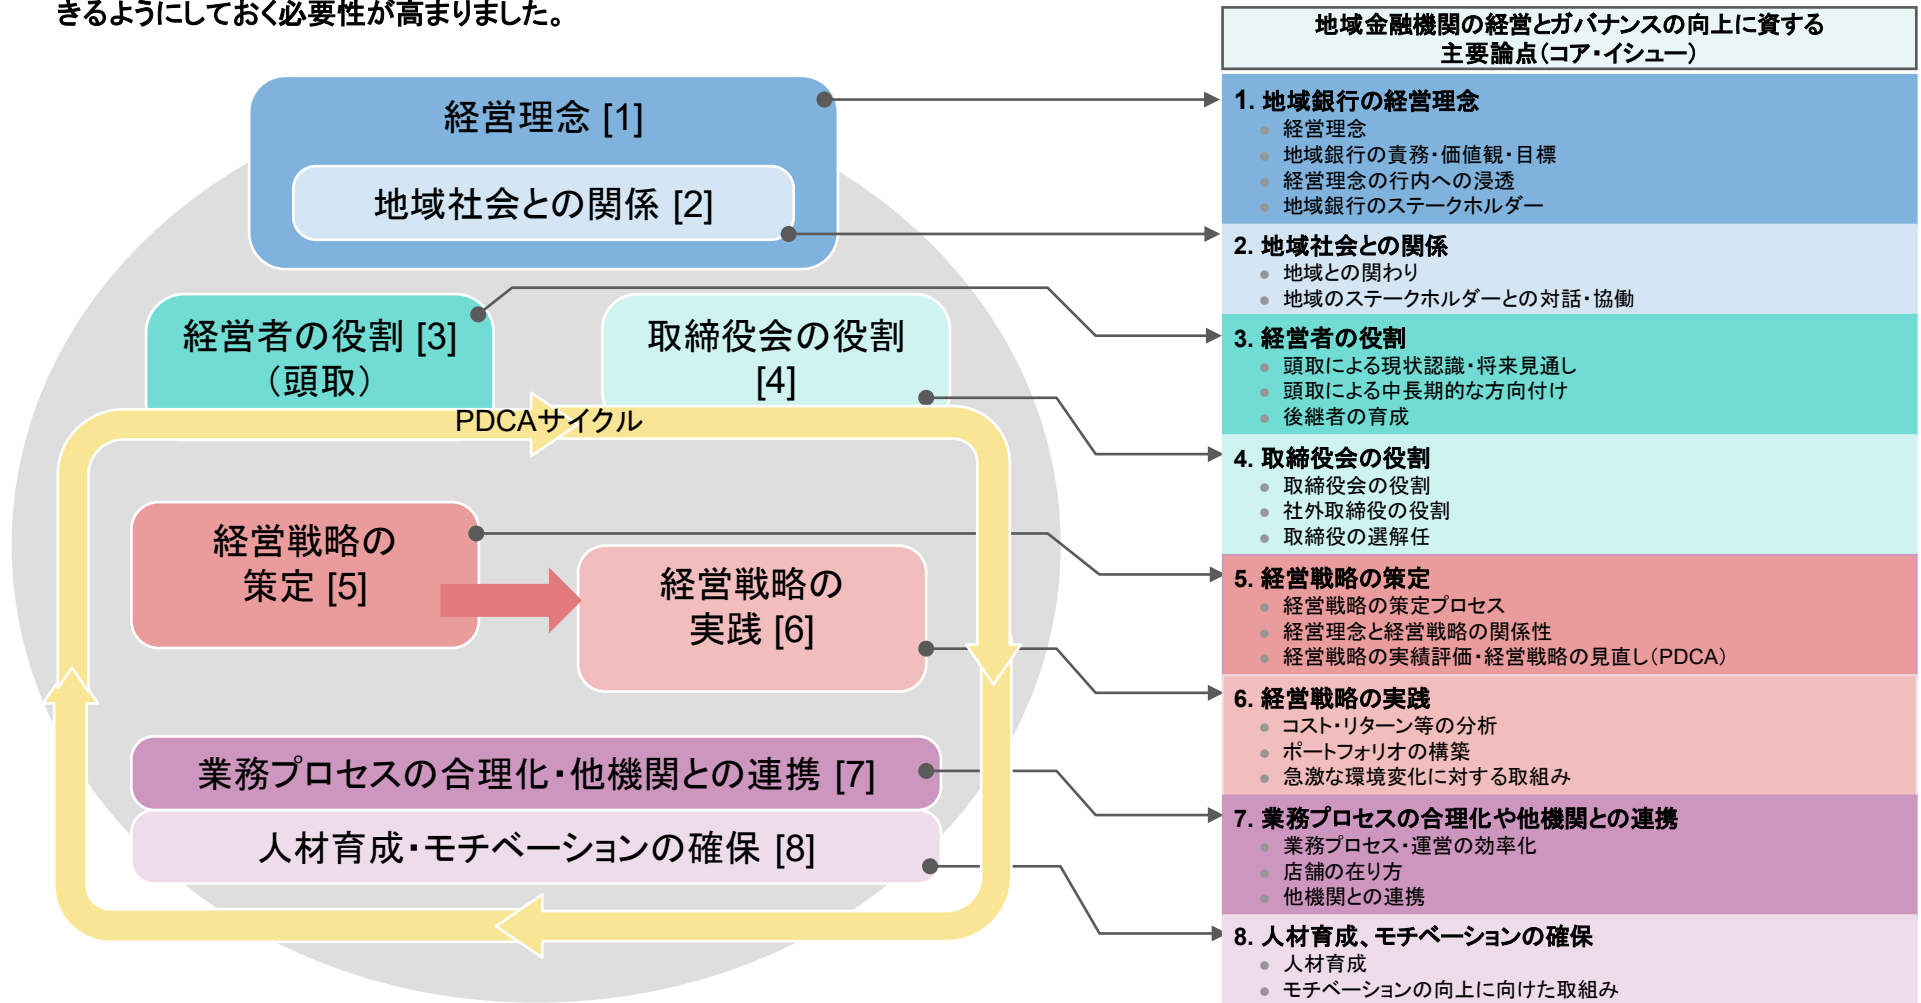 きるようにしておく必要性が高まりました。
経営理念 [1]
地域社会との関係 [2]
経営者の役割 [3]
（頭取）
取締役会の役割
[4]
PDCAサイクル
経営戦略の
策定 [5]
経営戦略の
実践 [6]
業務プロセスの合理化・他機関との連携 [7]
人材育成・モチベーションの確保 [8]
地域金融機関の経営とガバナンスの向上に資する
主要論点（コア・イシュー）
1. 地域銀行の経営理念
● 経営理念
● 地域銀行の責務・価値観・目標
● 経営理念の行内への浸透
● 地域銀行のステークホルダー
2. 地域社会との関係
● 地域との関わり
● 地域のステークホルダーとの対話・協働
3. 経営者の役割
● 頭取による現状認識・将来見通し
● 頭取による中長期的な方向付け
● 後継者の育成
4. 取締役会の役割
● 取締役会の役割
● 社外取締役の役割
● 取締役の選解任
5. 経営戦略の策定
● 経営戦略の策定プロセス
● 経営理念と経営戦略の関係性
● 経営戦略の実績評価・経営戦略の見直し（PDCA）
6. 経営戦略の実践
● コスト・リターン等の分析
● ポートフォリオの構築
● 急激な環境変化に対する取組み
7. 業務プロセスの合理化や他機関との連携
● 業務プロセス・運営の効率化
● 店舗の在り方
● 他機関との連携
8. 人材育成、モチベーションの確保
● 人材育成
● モチベーションの向上に向けた取組み